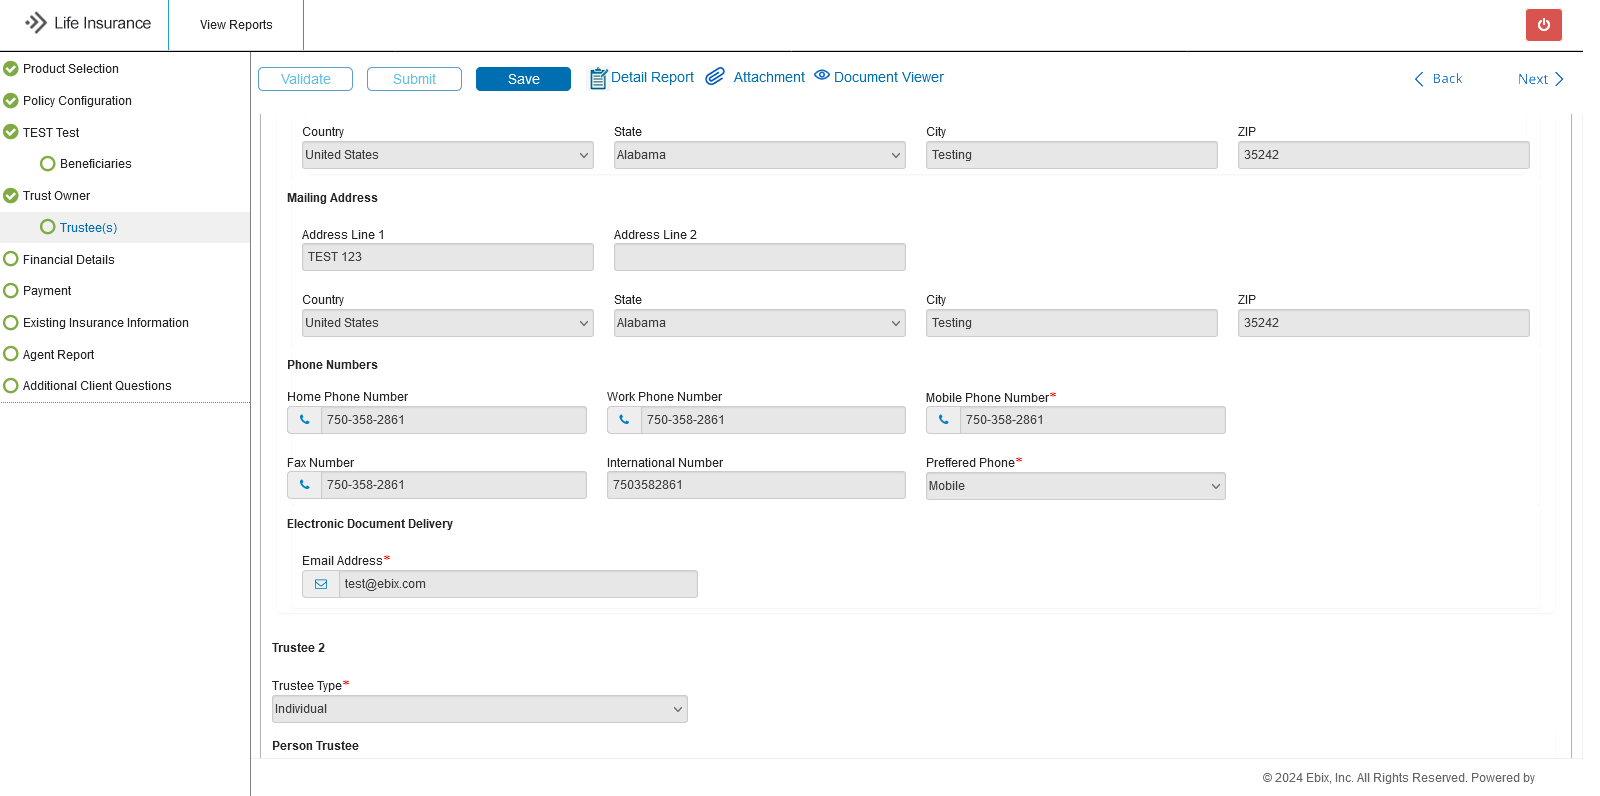 Life Insurance
View Reports
Product Selection
Policy Configuration
TEST Test
Beneficiaries
Trust Owner
Trustee(s)
Financial Details
Payment
Existing Insurance Information
Agent Report
Additional Client Questions
Validate Submit Save Detail Report Attachment Document Viewer Back Next
Country State City ZIP
United States Alabama Testing 35242
Mailing Address
Address Line 1 Address Line 2
TEST 123
Country State City ZIP
United States Alabama Testing 35242
Phone Numbers
Home Phone Number Work Phone Number Mobile Phone Number*
750-358-2861 750-358-2861 750-358-2861
Fax Number International Number Preffered Phone*
750-358-2861 7503582861 Mobile
Electronic Document Delivery
Email Address*
test@ebix.com
Trustee 2
Trustee Type*
Individual
Person Trustee
© 2024 Ebix, Inc. All Rights Reserved. Powered by